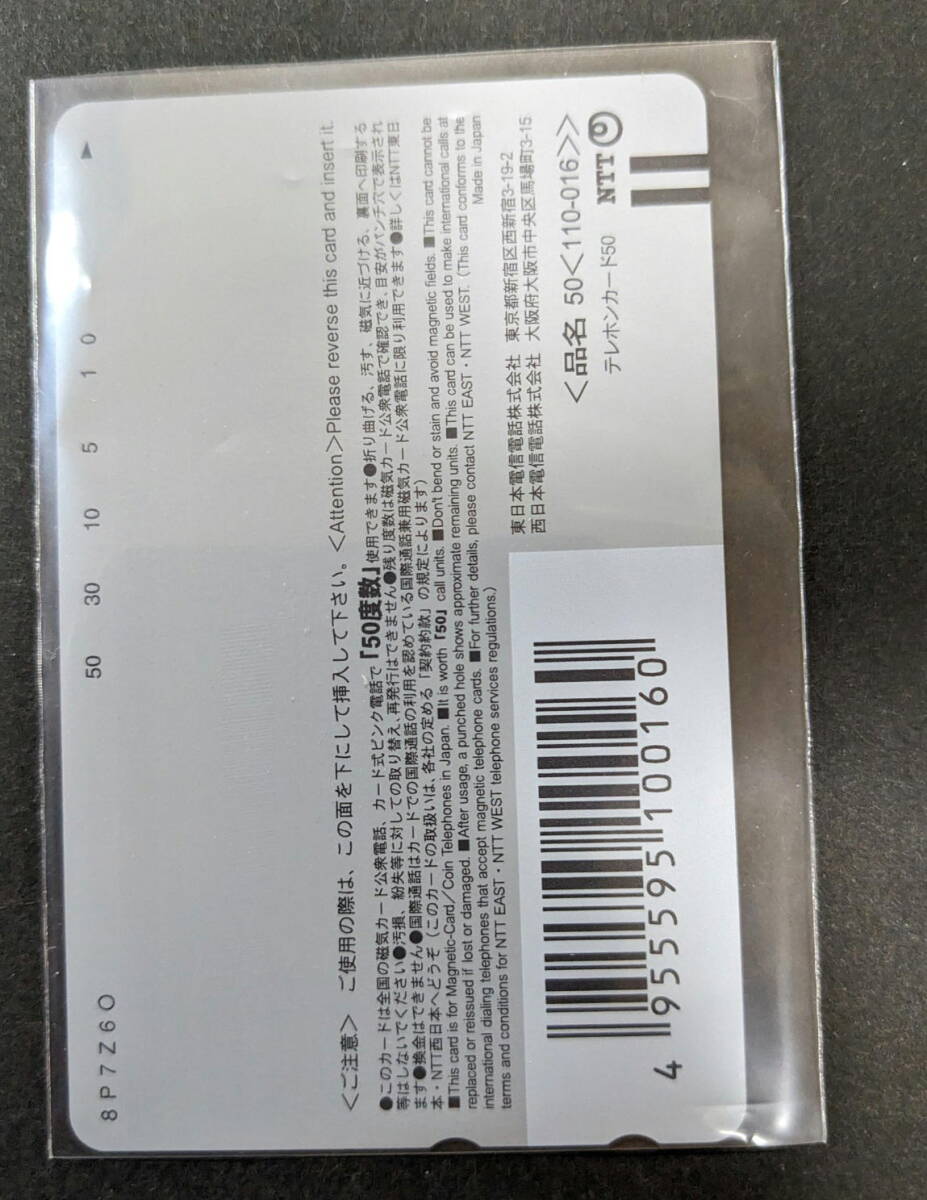 8P7Z6O
50 30 10 5 1 0
＜ご注意＞ ご使用の際は、この面を下にして挿入して下さい。＜Attention＞Please reverse this card and insert it.
●このカードは全国の磁気カード公衆電話、カード式ピンク電話で「50度数」使用できます●折り曲げる、汚す、磁気に近づける、裏面へ印刷する
等はしないでください●汚損、紛失等に対しての取り替え、再発行はできません●残り度数は磁気カード公衆電話で確認でき、目安がパンチ穴で表示され
ます●換金はできません●国際通話はカードでの国際通話の利用を認めている国際通話兼用磁気カード公衆電話に限り利用できます●詳しくはNTT東日
本・NTT西日本へどうぞ（このカードの取扱いは、各社の定める「契約約款」の規定によります）
■This card is for Magnetic-Card/Coin Telephones in Japan. ■It is worth「50」call units. ■Don't bend or stain and avoid magnetic fields. ■This card cannot be
replaced or reissued if lost or damaged. ■After usage, a punched hole shows approximate remaining units. ■This card can be used to make international calls at
international dialing telephones that accept magnetic telephone cards. ■For further details, please contact NTT EAST・NTT WEST. (This card conforms to the
terms and conditions for NTT EAST・NTT WEST telephone services regulations.)
Made in Japan
東日本電信電話株式会社 東京都新宿区西新宿3-19-2
西日本電信電話株式会社 大阪府大阪市中央区馬場町3-15
＜品名 50＜110-016＞＞
テレホンカード50 NTT
4 955595 100160